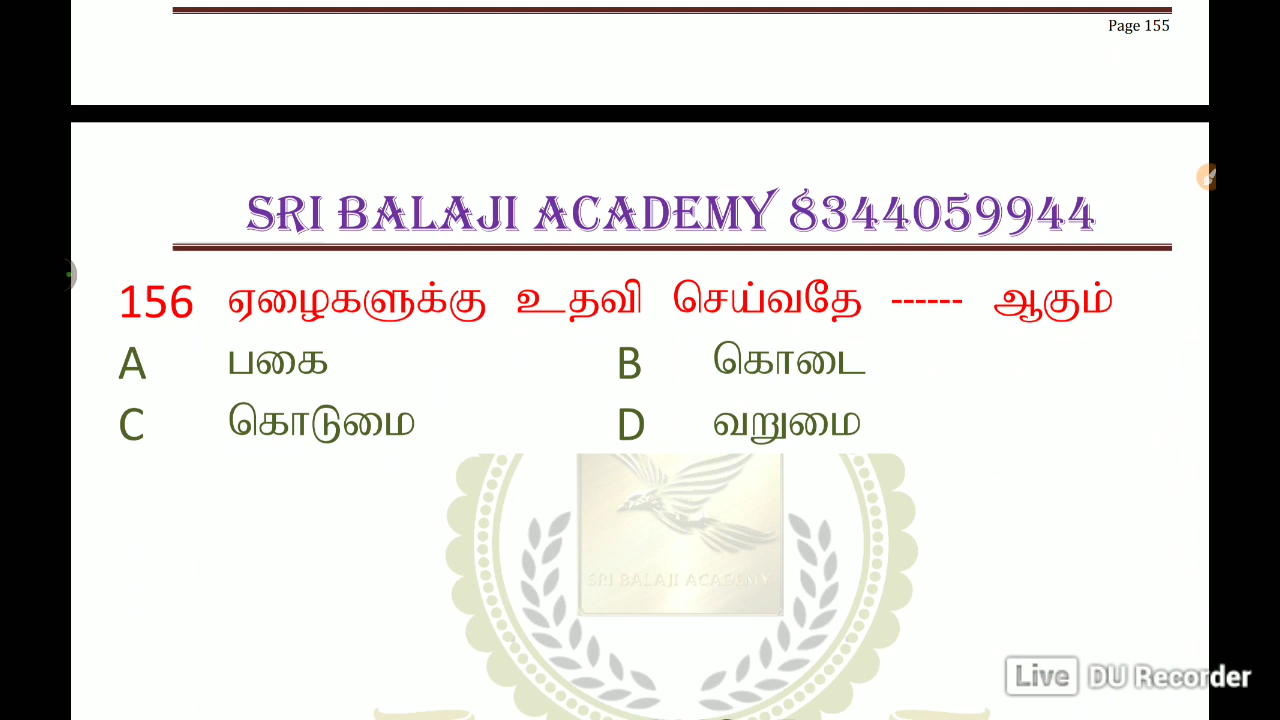 Page 155
SRI BALAJI ACADEMY 8344059944
156 ஏழைகளுக்கு உதவி செய்வதே ------ ஆகும்
A பகை B கொடை
C கொடுமை D வறுமை
SRI BALAJI ACADEMY
Live DU Recorder